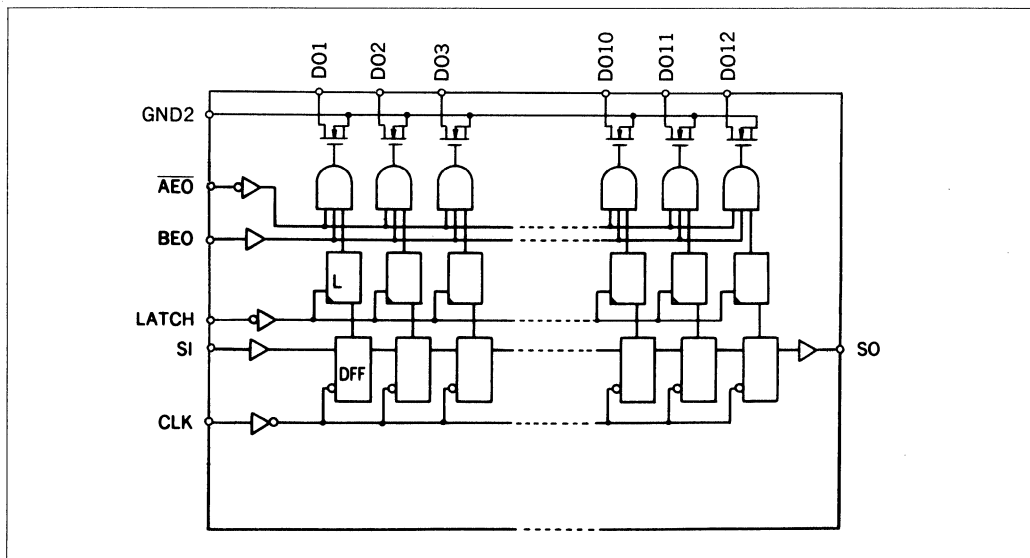 DO1
DO2
DO3
DO10
DO11
DO12
GND2
AEO
BEO
L
LATCH
SI
SO
DFF
CLK